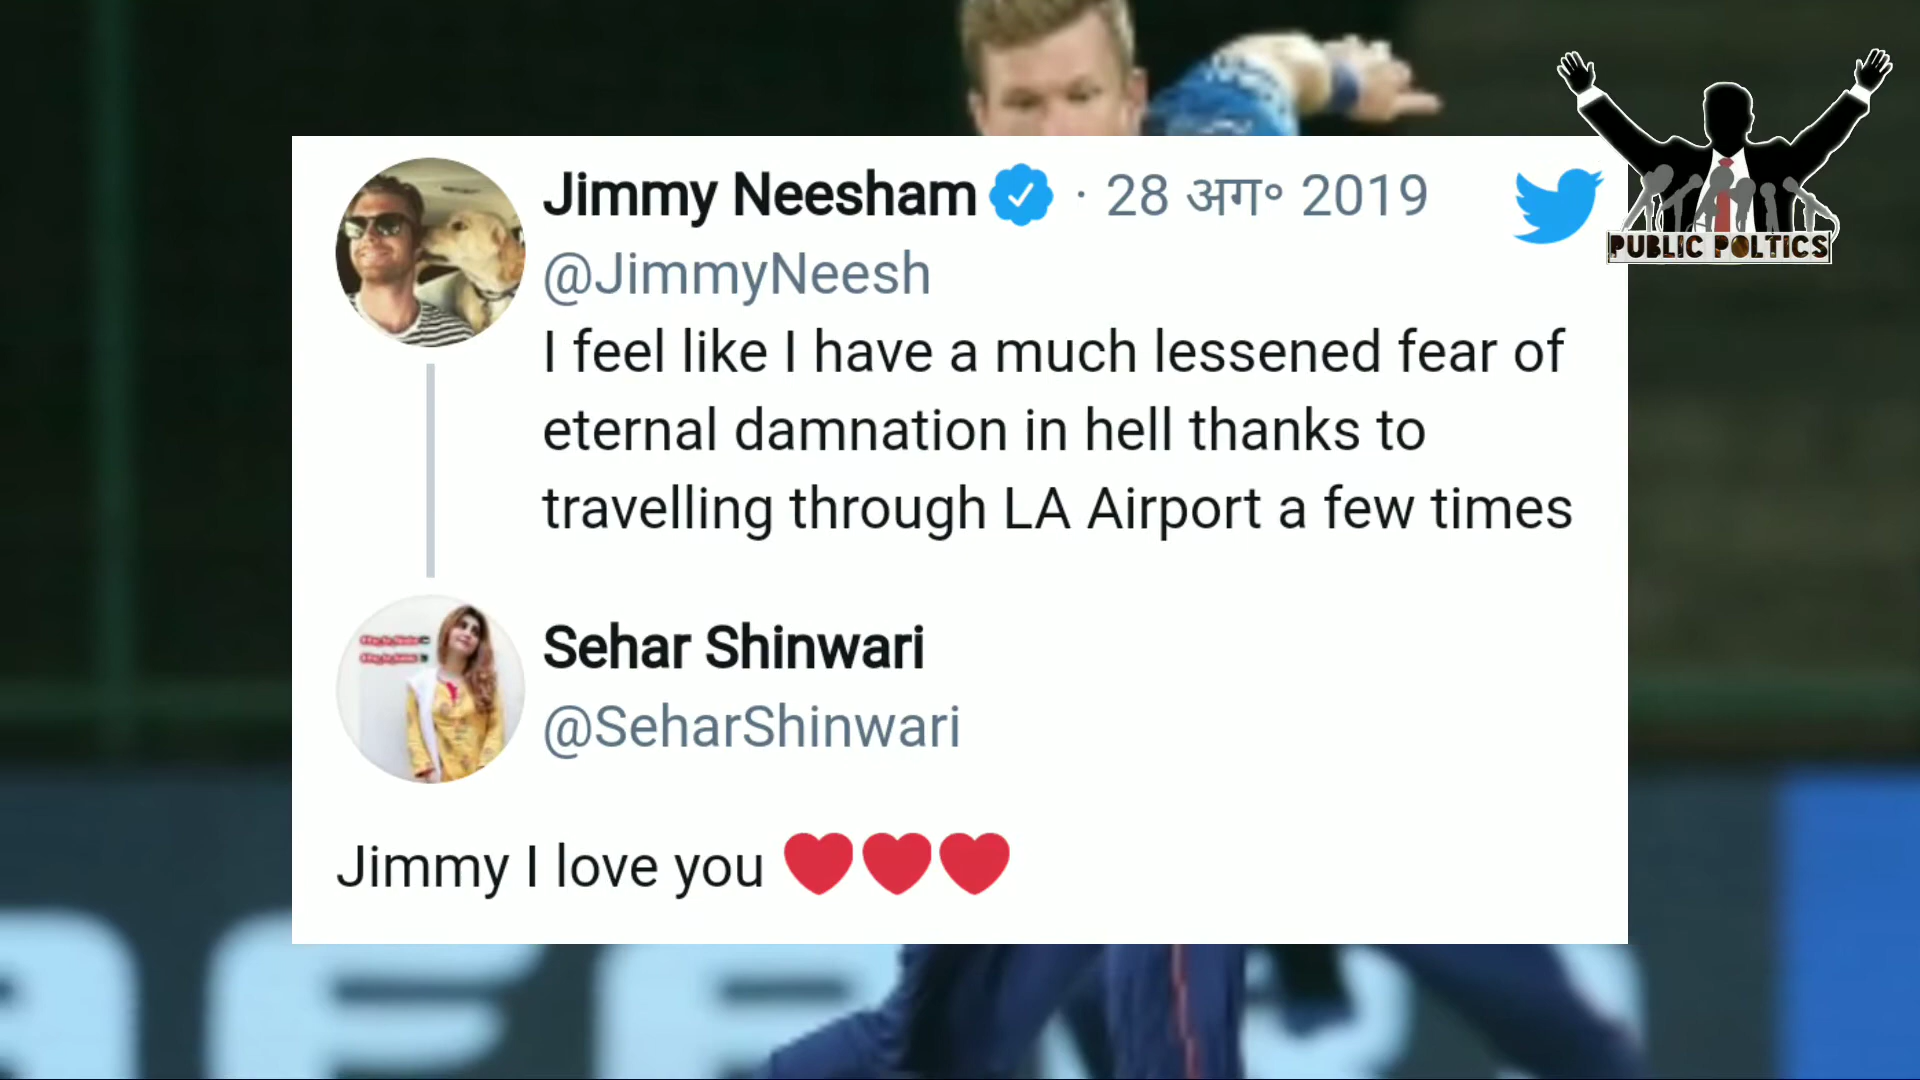 Jimmy Neesham · 28 अग॰ 2019
@JimmyNeesh
I feel like I have a much lessened fear of
eternal damnation in hell thanks to
travelling through LA Airport a few times
Sehar Shinwari
@SeharShinwari
Jimmy I love you ❤❤❤
PUBLIC POLTICS